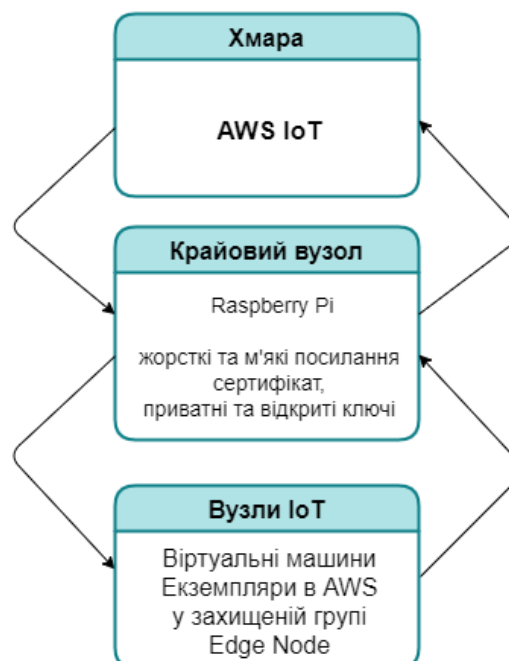 Хмара
AWS IoT
Крайовий вузол
Raspberry Pi
жорсткі та м'які посилання
сертифікат,
приватні та відкриті ключі
Вузли IoT
Віртуальні машини
Екземпляри в AWS
у захищеній групі
Edge Node